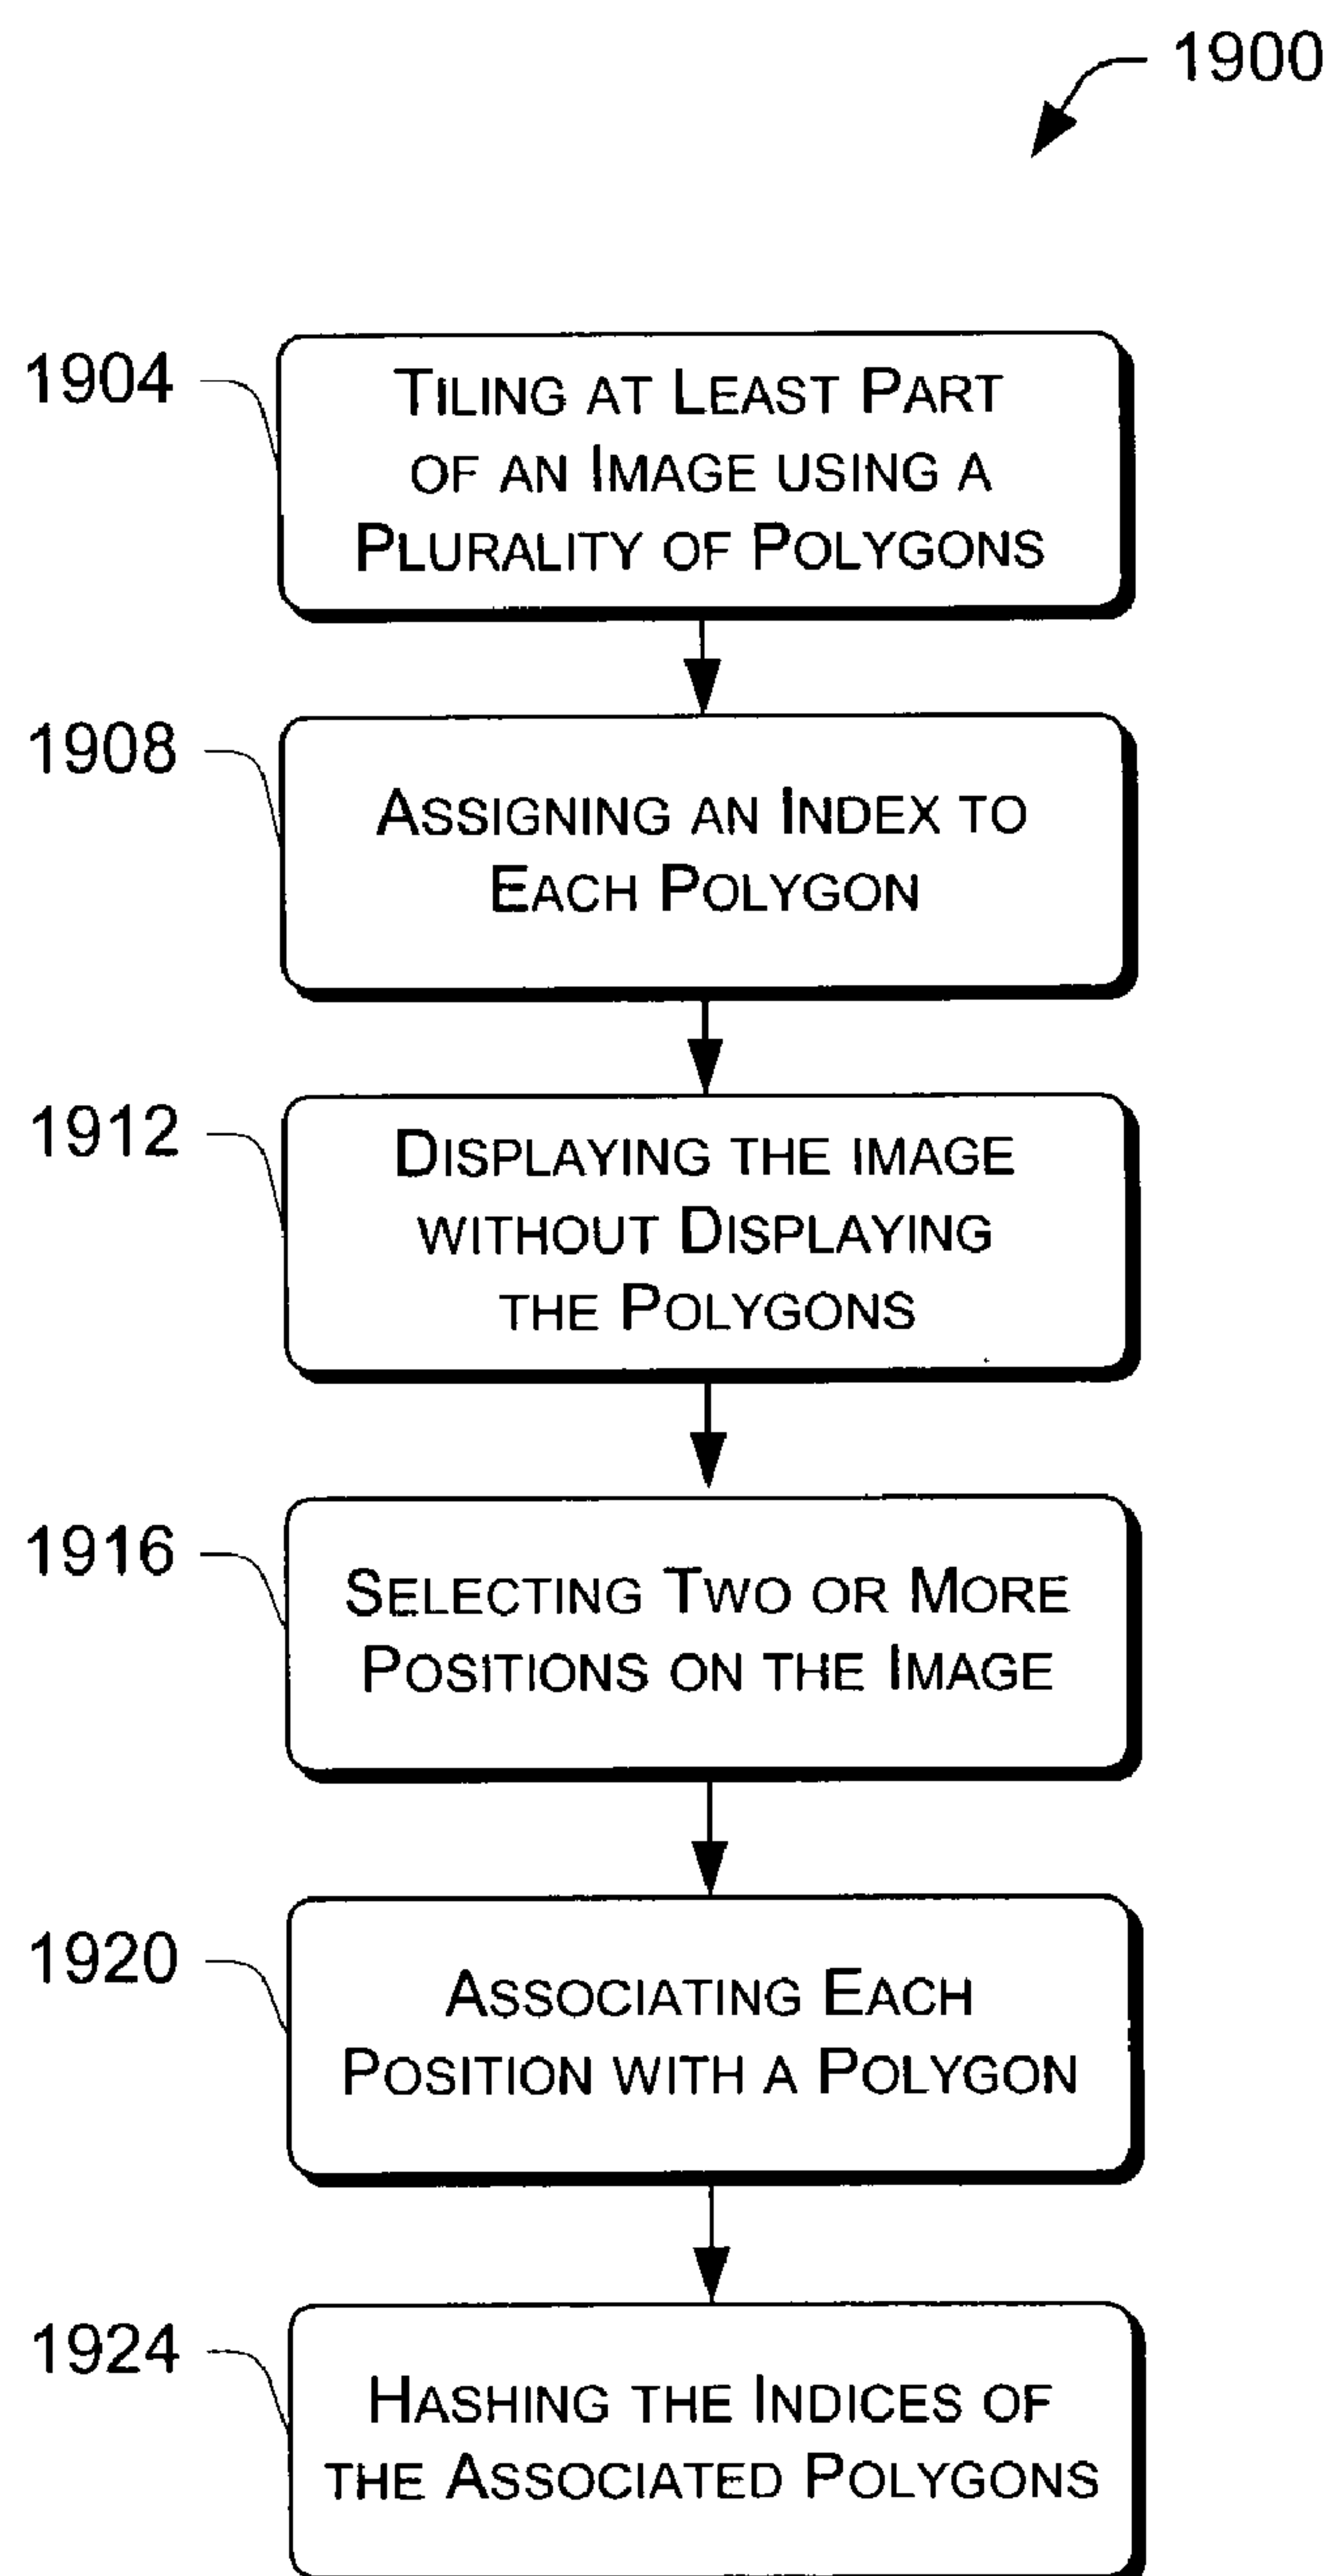 1900
1904
TILING AT LEAST PART
OF AN IMAGE USING A
PLURALITY OF POLYGONS
1908
ASSIGNING AN INDEX TO
EACH POLYGON
1912
DISPLAYING THE IMAGE
WITHOUT DISPLAYING
THE POLYGONS
1916
SELECTING TWO OR MORE
POSITIONS ON THE IMAGE
1920
ASSOCIATING EACH
POSITION WITH A POLYGON
1924
HASHING THE INDICES OF
THE ASSOCIATED POLYGONS